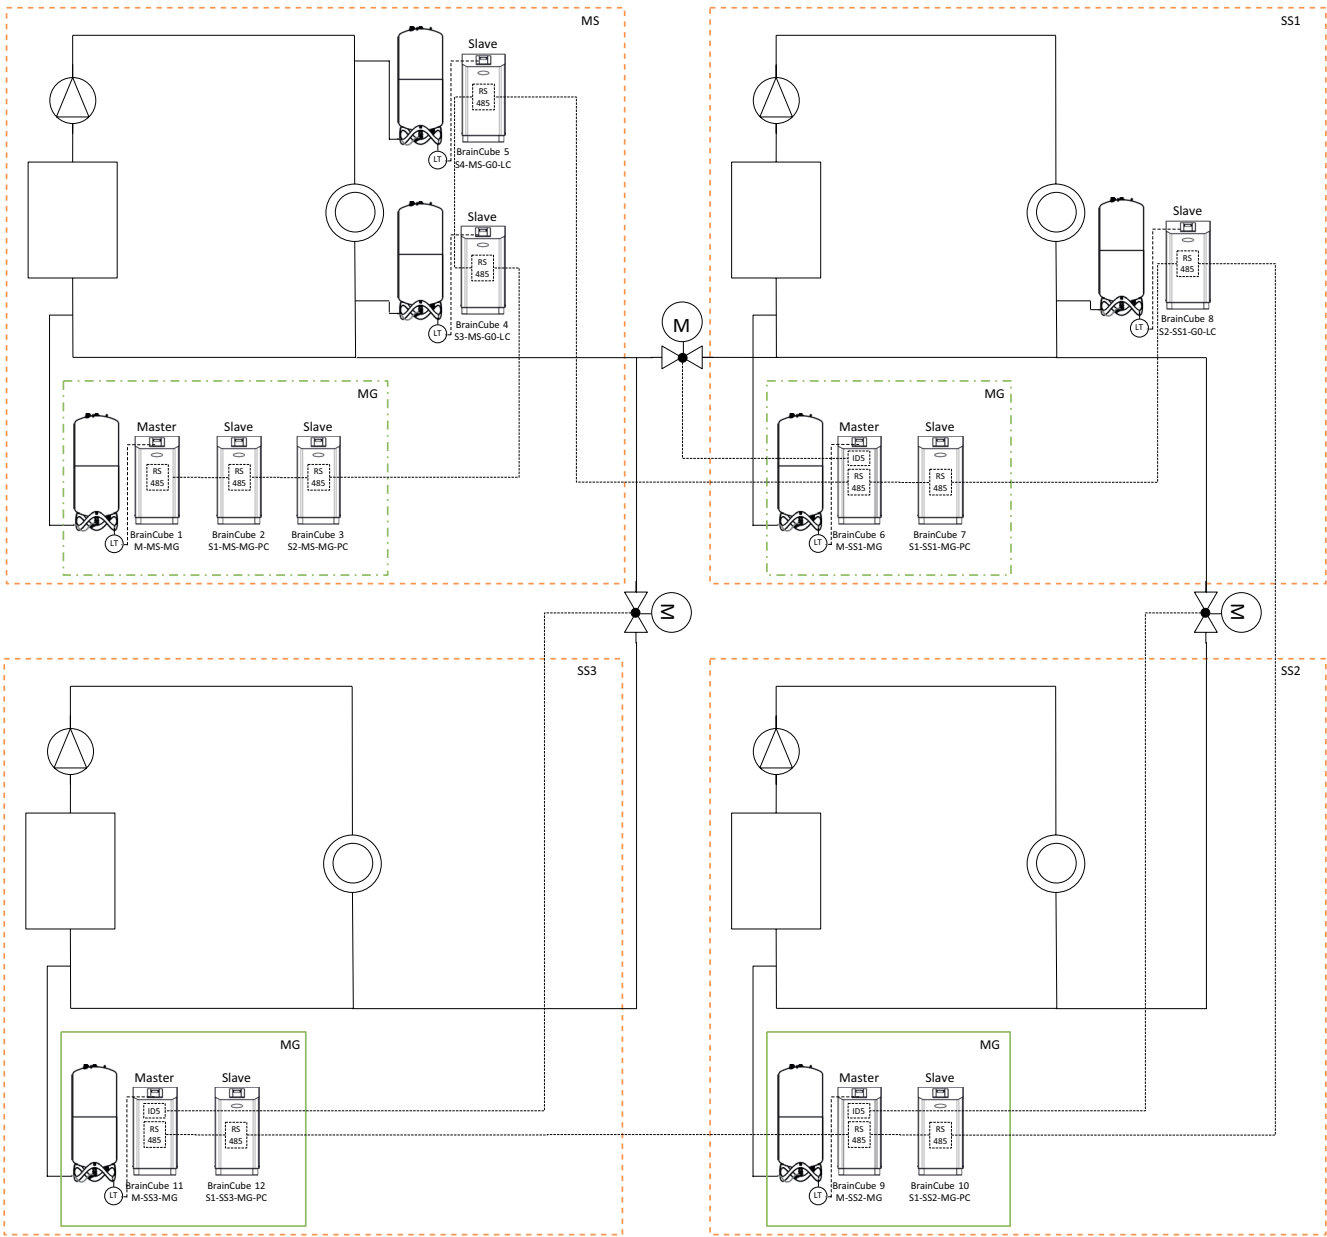 MS
Slave
RS
485
BrainCube 5
S4-MS-G0-LC
LT
Slave
RS
485
BrainCube 4
S3-MS-G0-LC
LT
MG
Master
Slave
Slave
RS
485
RS
485
RS
485
BrainCube 1
M-MS-MG
BrainCube 2
S1-MS-MG-PC
BrainCube 3
S2-MS-MG-PC
LT
M
SS1
Slave
RS
485
BrainCube 8
S2-SS1-G0-LC
LT
MG
Master
Slave
ID5
RS
485
RS
485
BrainCube 6
M-SS1-MG
BrainCube 7
S1-SS1-MG-PC
LT
M
M
SS3
MG
Master
Slave
ID5
RS
485
RS
485
BrainCube 11
M-SS3-MG
BrainCube 12
S1-SS3-MG-PC
LT
SS2
MG
Master
Slave
ID5
RS
485
RS
485
BrainCube 9
M-SS2-MG
BrainCube 10
S1-SS2-MG-PC
LT